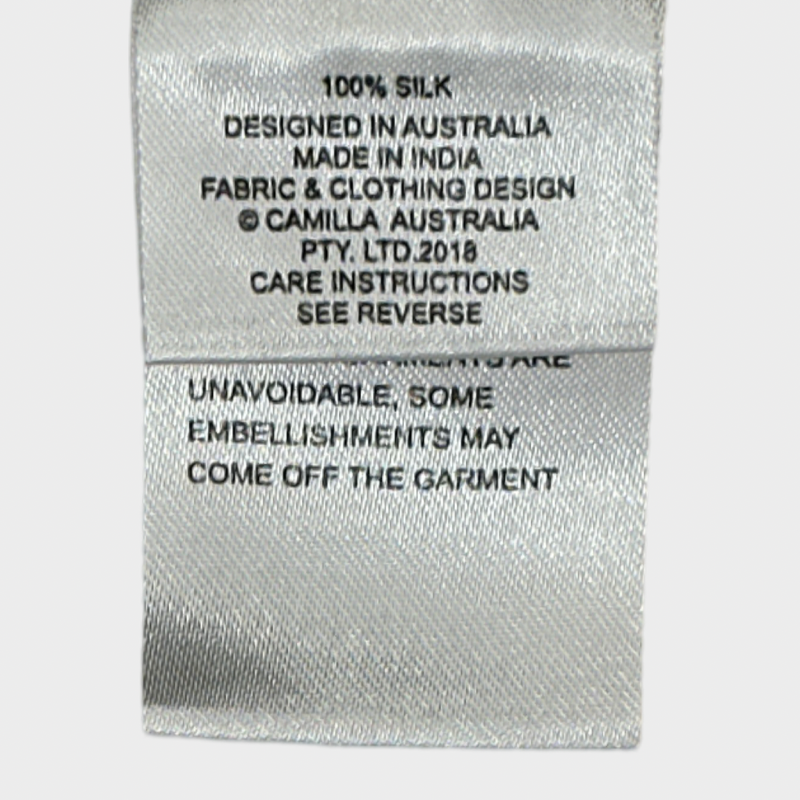 100% SILK
DESIGNED IN AUSTRALIA
MADE IN INDIA
FABRIC & CLOTHING DESIGN
© CAMILLA AUSTRALIA
PTY. LTD.2018
CARE INSTRUCTIONS
SEE REVERSE
ARE
UNAVOIDABLE, SOME
EMBELLISHMENTS MAY
COME OFF THE GARMENT